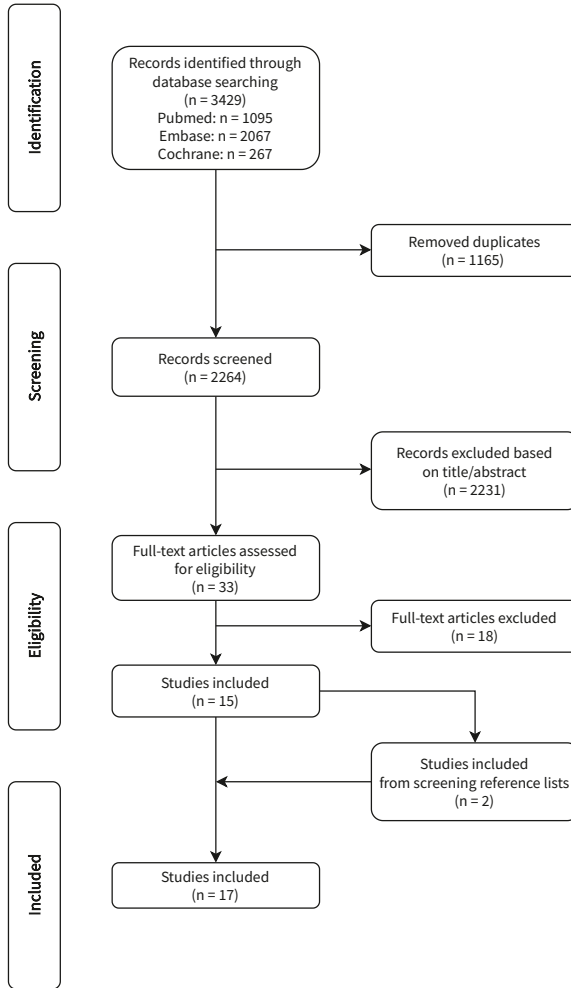 Identification
Records identified through
database searching
(n = 3429)
Pubmed: n = 1095
Embase: n = 2067
Cochrane: n = 267
Removed duplicates
(n = 1165)
Screening
Records screened
(n = 2264)
Records excluded based
on title/abstract
(n = 2231)
Eligibility
Full-text articles assessed
for eligibility
(n = 33)
Full-text articles excluded
(n = 18)
Studies included
(n = 15)
Studies included
from screening reference lists
(n = 2)
Included
Studies included
(n = 17)